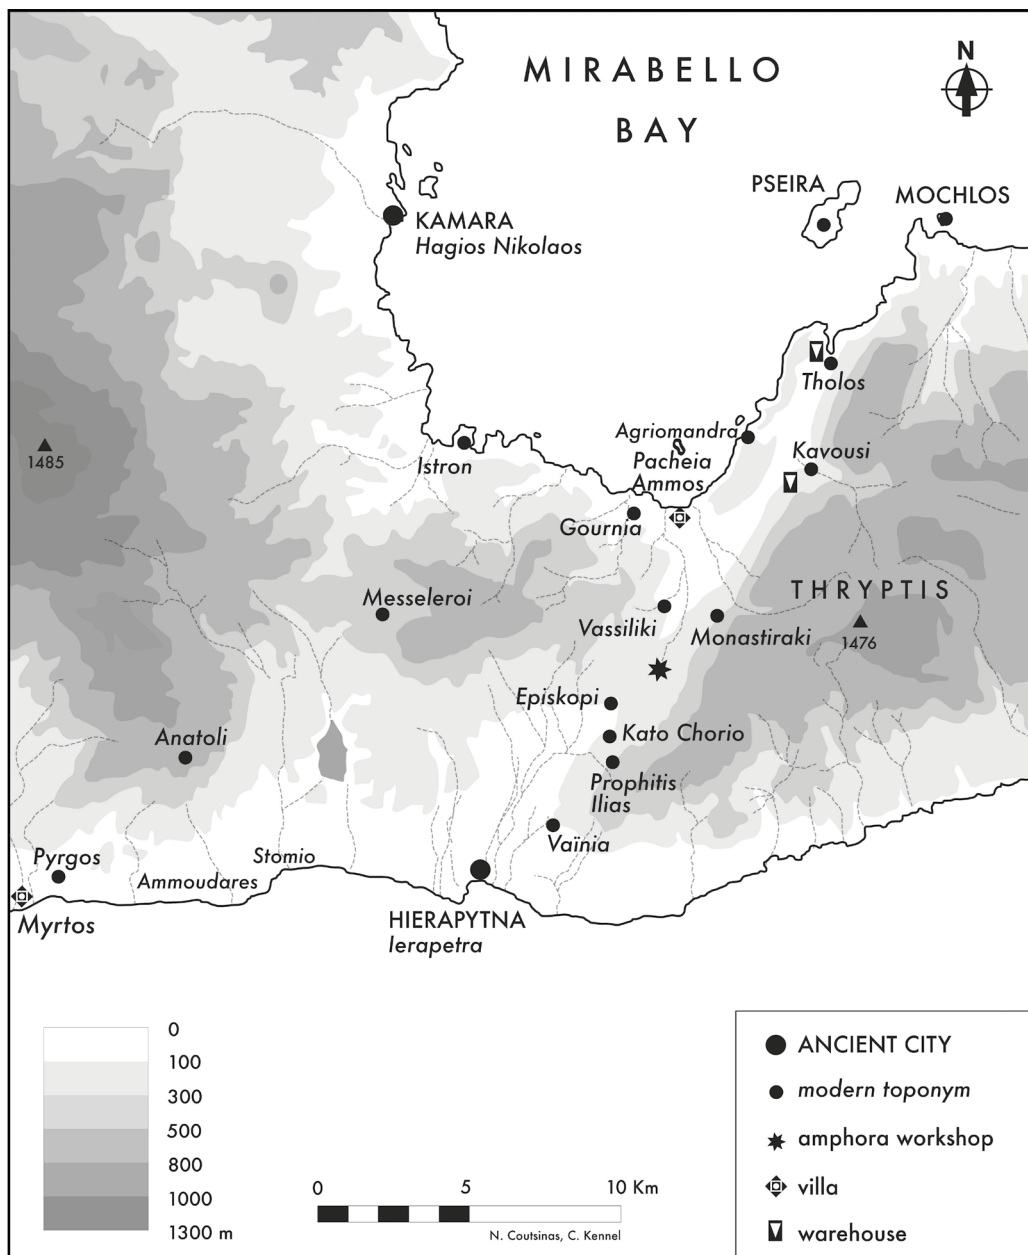 MIRABELLO
BAY
N
PSEIRA
MOCHLOS
KAMARA
Hagios Nikolaos
Tholos
Agriomandra
Kavousi
1485
Istron
Pacheia
Ammos
Gournia
THRYPTIS
Messeleroi
Vassiliki
Monastiraki
1476
Episkopi
Anatoli
Kato Chorio
Prophitis
Ilias
Vaïnia
Pyrgos
Stomio
Ammoudares
Myrtos
HIERAPYTNA
Ierapetra
0
100
300
500
800
1000
1300 m
0 5 10 Km
N. Coutsinas, C. Kennel
ANCIENT CITY
modern toponym
amphora workshop
villa
warehouse